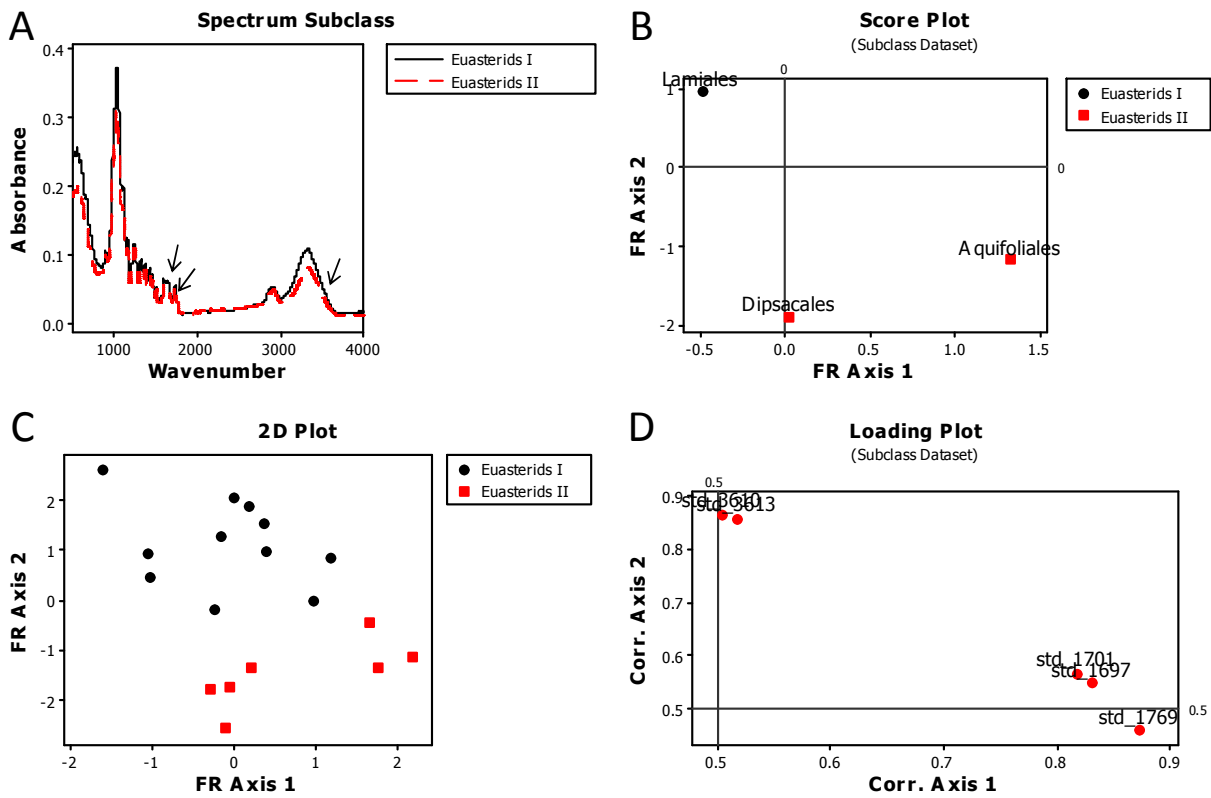 A
Spectrum Subclass
Euasterids I
Euasterids II
Absorbance
0.4
0.3
0.2
0.1
0.0
1000 2000 3000 4000
Wavenumber
B
Score Plot
(Subclass Dataset)
0
Lamiales
Euasterids I
Euasterids II
FR Axis 2
1
0
-1
-2
0
Aquifoliales
Dipsacales
-0.5 0.0 0.5 1.0 1.5
FR Axis 1
C
2D Plot
Euasterids I
Euasterids II
FR Axis 2
2
1
0
-1
-2
-2 -1 0 1 2
FR Axis 1
D
Loading Plot
(Subclass Dataset)
0.5
std_3610
std_3613
Corr. Axis 2
0.9
0.8
0.7
0.6
0.5
std_1701
std_1697
0.5
std_1769
0.5 0.6 0.7 0.8 0.9
Corr. Axis 1